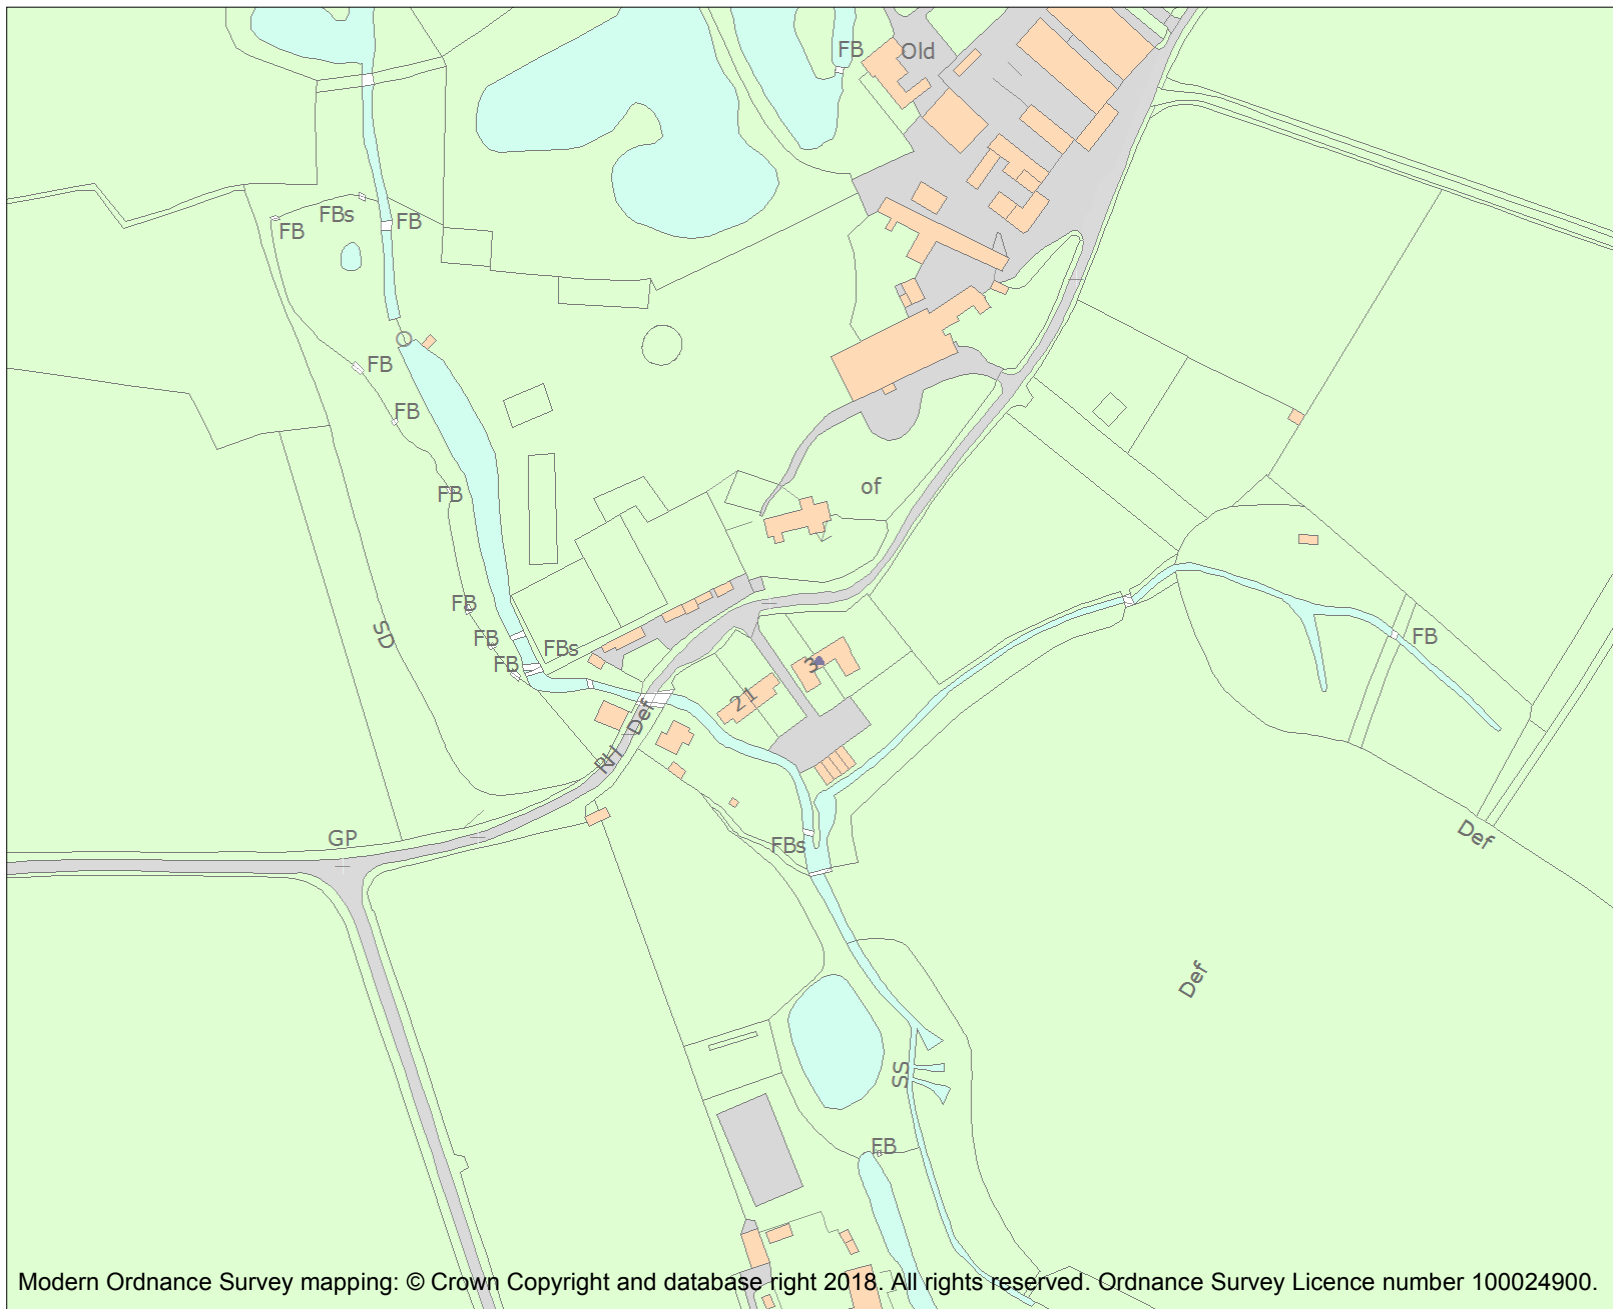 FB
Old
FBs
FB
FB
FB
FB
of
FB
FB
SD
FB
FBs
FB
FB
3
21
Def
RH
GP
FBs
Def
Def
SS
FB
Modern Ordnance Survey mapping: © Crown Copyright and database right 2018. All rights reserved. Ordnance Survey Licence number 100024900.